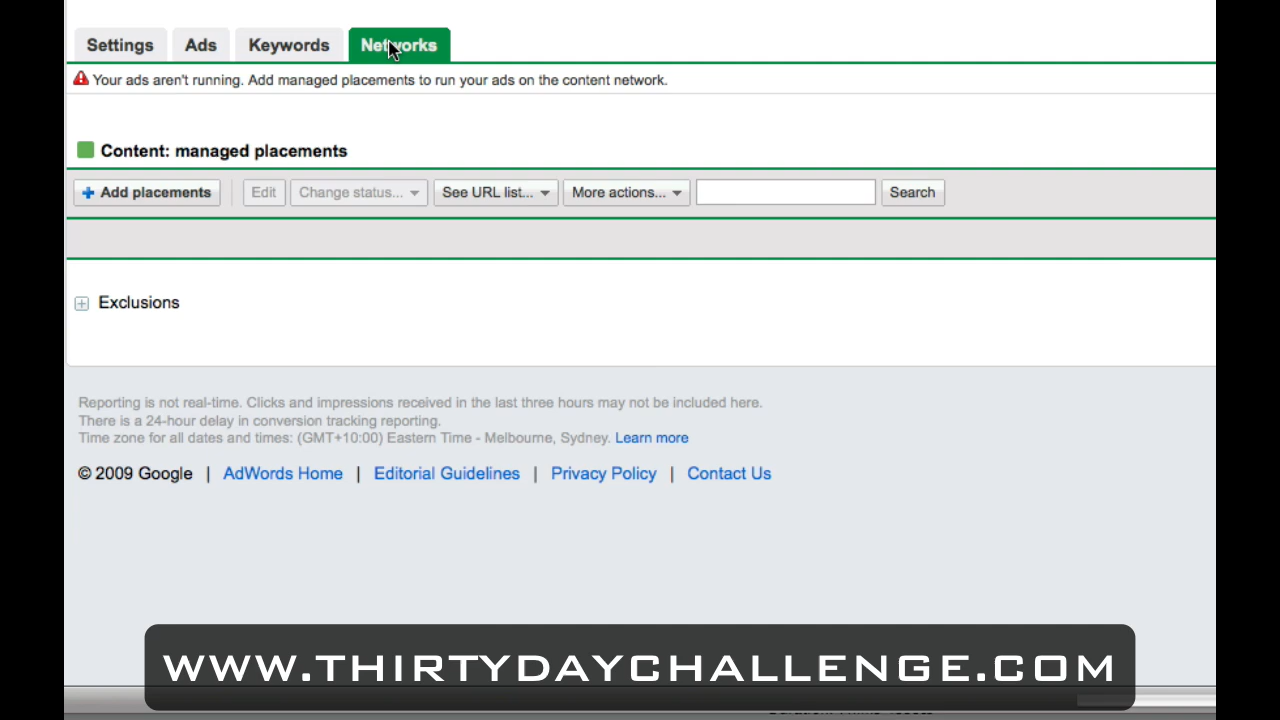 Settings Ads Keywords Networks
Your ads aren't running. Add managed placements to run your ads on the content network.
Content: managed placements
Add placements Edit Change status... See URL list... More actions... Search
Exclusions
Reporting is not real-time. Clicks and impressions received in the last three hours may not be included here.
There is a 24-hour delay in conversion tracking reporting.
Time zone for all dates and times: (GMT+10:00) Eastern Time - Melbourne, Sydney. Learn more
© 2009 Google | AdWords Home | Editorial Guidelines | Privacy Policy | Contact Us
WWW.THIRTYDAYCHALLENGE.COM